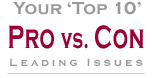 Your ‘Top 10’
Pro vs. Con
Leading Issues